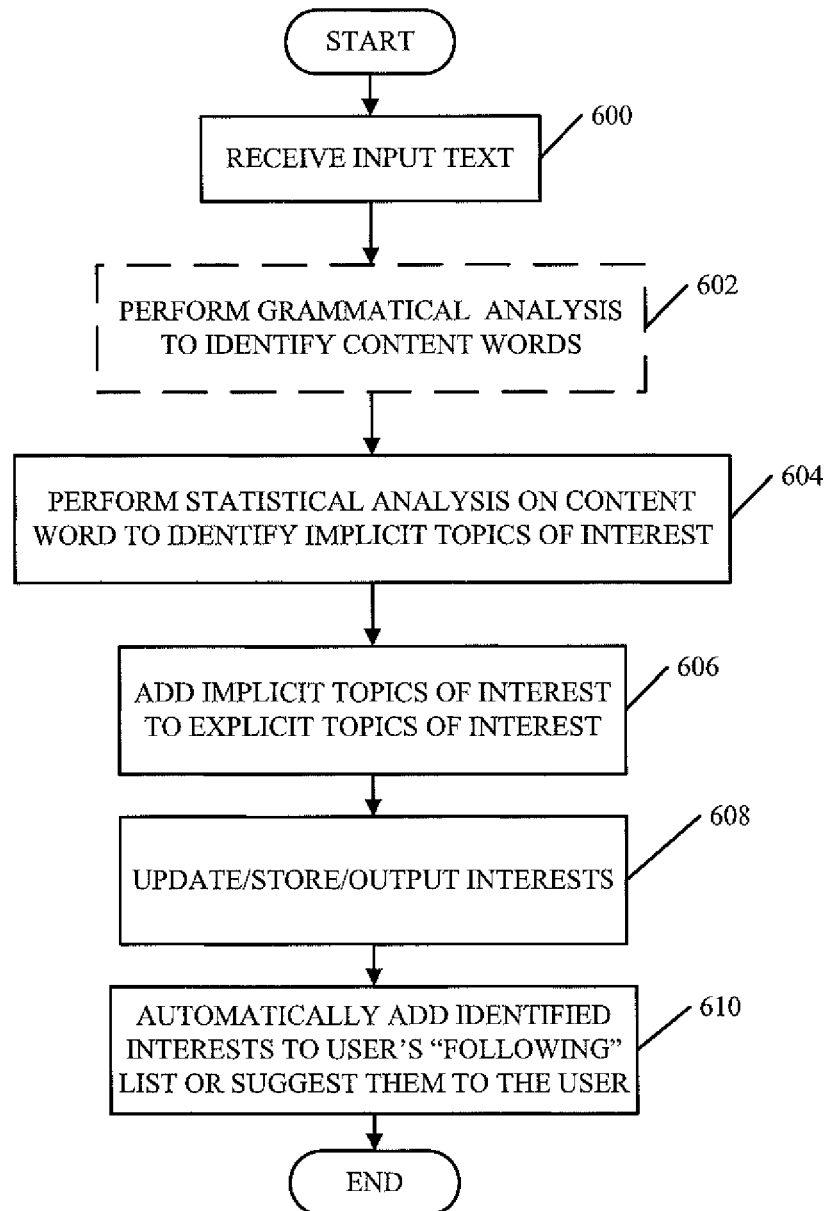 START
600
RECEIVE INPUT TEXT
602
PERFORM GRAMMATICAL ANALYSIS
TO IDENTIFY CONTENT WORDS
604
PERFORM STATISTICAL ANALYSIS ON CONTENT
WORD TO IDENTIFY IMPLICIT TOPICS OF INTEREST
606
ADD IMPLICIT TOPICS OF INTEREST
TO EXPLICIT TOPICS OF INTEREST
608
UPDATE/STORE/OUTPUT INTERESTS
610
AUTOMATICALLY ADD IDENTIFIED
INTERESTS TO USER'S “FOLLOWING”
LIST OR SUGGEST THEM TO THE USER
END